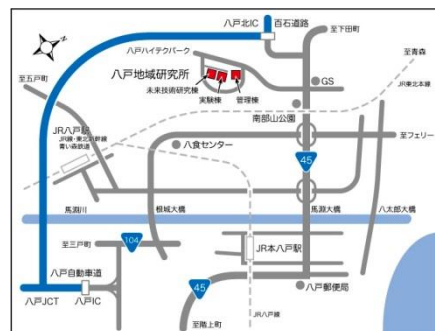 八戸北IC
百石道路
至下田町
至青森
八戸ハイテクパーク
八戸地域研究所
未来技術研究棟
実験棟
管理棟
GS
JR東北本線
至五戸町
南部山公園
JR八戸駅
JR線・東北新幹線
青い森鉄道
八食センター
45
至フェリー
馬淵川
根城大橋
馬淵大橋
八太郎大橋
至三戸町
104
JR本八戸駅
八戸自動車道
八戸JCT
八戸IC
45
八戸郵便局
JR八戸線
至階上町